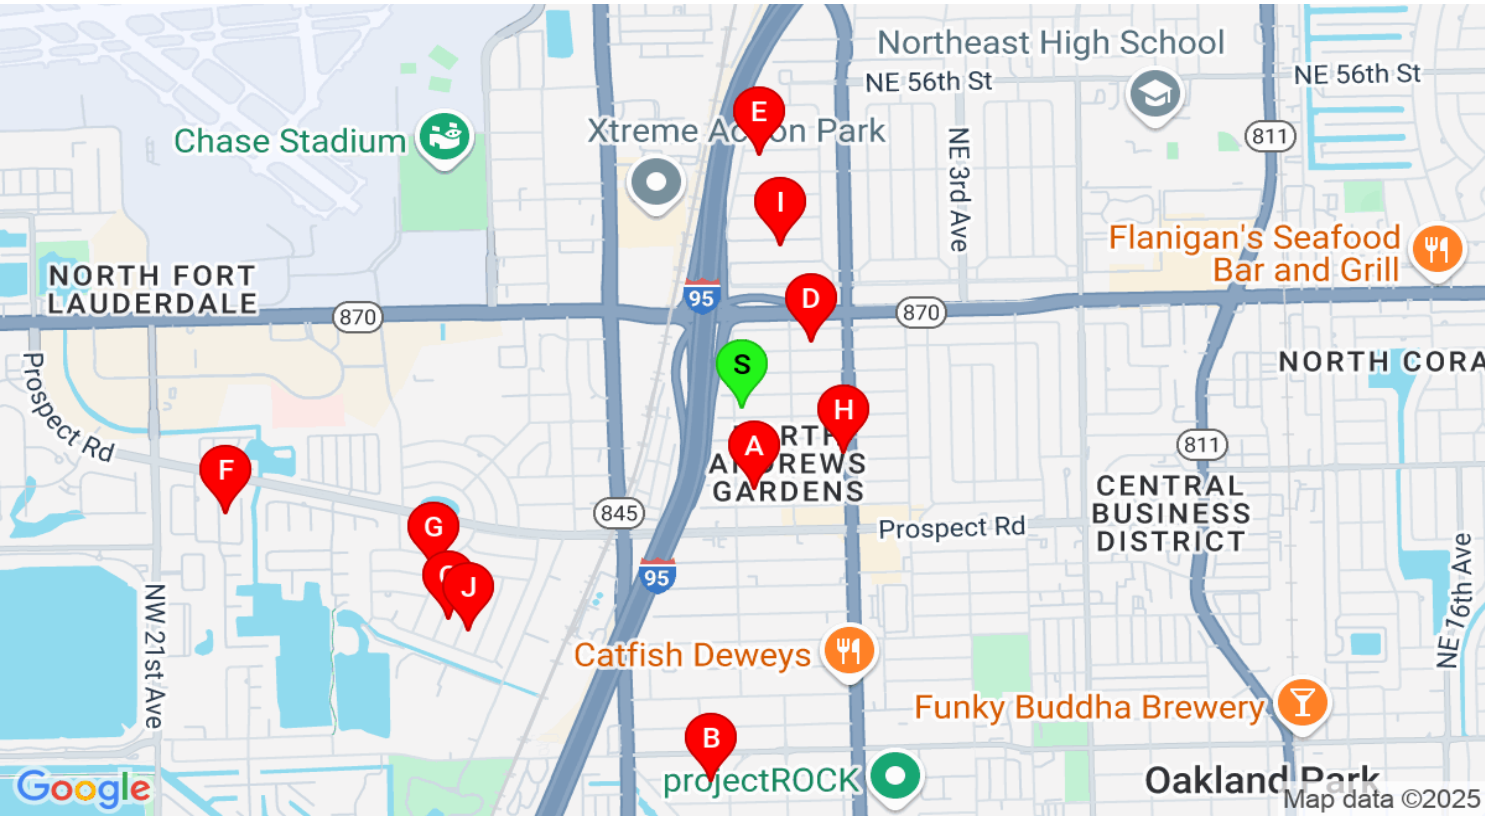 Northeast High School
NE 56th St
NE 56th St
E
Xtreme Action Park
Chase Stadium
811
NE 3rd Ave
I
Flanigan's Seafood
Bar and Grill
NORTH FORT
LAUDERDALE
95
D
870
870
S
Prospect Rd
NORTH CORA
H
A
NORTH
ANDREWS
GARDENS
811
F
CENTRAL
BUSINESS
DISTRICT
845
G
Prospect Rd
C
J
95
NW 21st Ave
NE 16th Ave
Catfish Deweys
Funky Buddha Brewery
B
projectROCK
Oakland Park
Google
Map data ©2025